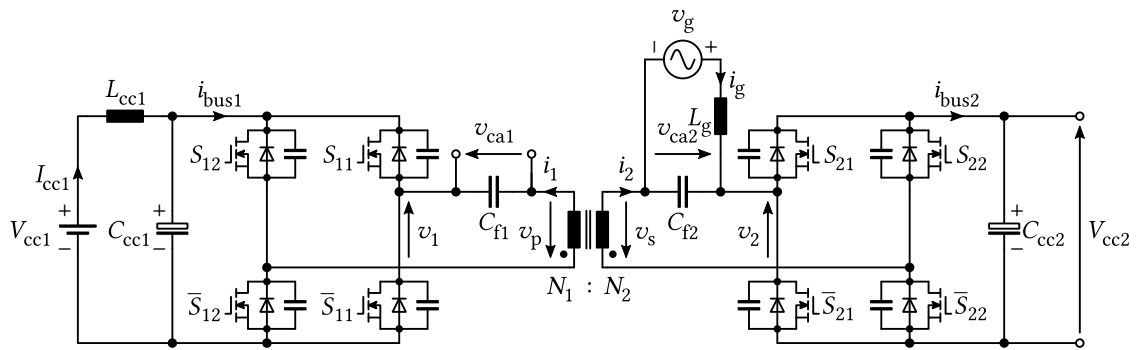 v_g
− +
L_cc1 i_bus1 i_g i_bus2
v_ca1 v_ca2 L_g
S_12 S_11 S_21 S_22
I_cc1 i_1 i_2
+ + +
V_cc1 C_cc1 v_1 C_f1 v_p v_s C_f2 v_2 C_cc2 V_cc2
− − −
N_1 : N_2
S̅_12 S̅_11 S̅_21 S̅_22